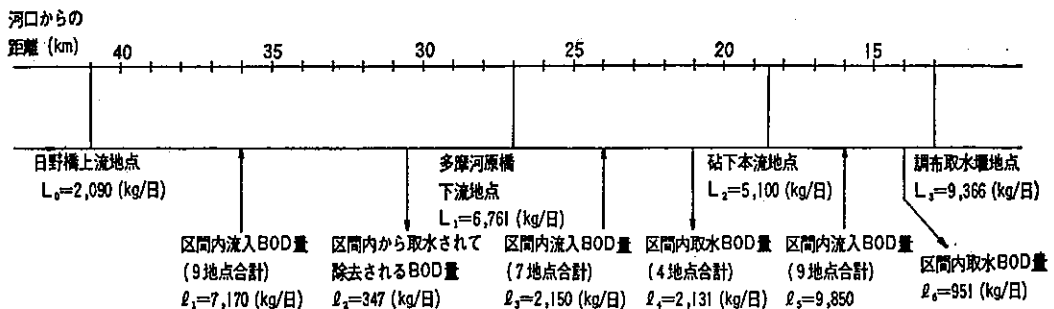 河口からの
距離 (km)
40 35 30 25 20 15
日野橋上流地点
L₀=2,090 (kg/日)
多摩河原橋
下流地点
L₁=6,761 (kg/日)
砧下本流地点
L₂=5,100 (kg/日)
調布取水堰地点
L₃=9,366 (kg/日)
区間内流入BOD量
(9地点合計)
ℓ₁=7,170 (kg/日)
区間内から取水されて
除去されるBOD量
ℓ₂=347 (kg/日)
区間内流入BOD量
(7地点合計)
ℓ₃=2,150 (kg/日)
区間内取水BOD量
(4地点合計)
ℓ₄=2,131 (kg/日)
区間内流入BOD量
(9地点合計)
ℓ₅=9,850
区間内取水BOD量
ℓ₆=951 (kg/日)